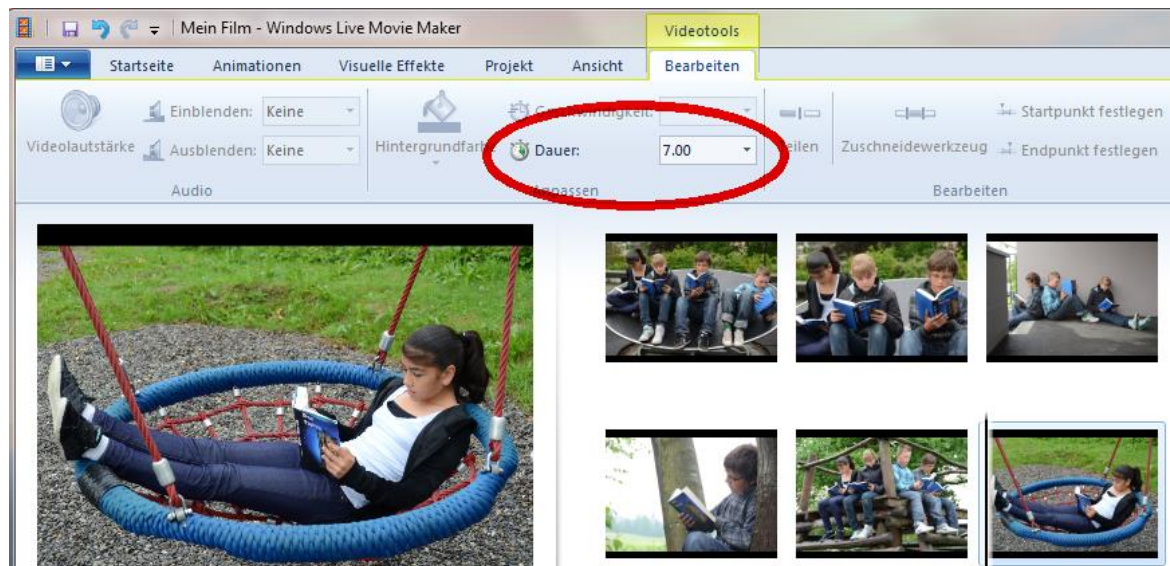 Mein Film - Windows Live Movie Maker
Videotools
Startseite Animationen Visuelle Effekte Projekt Ansicht Bearbeiten
Einblenden: Keine
Startpunkt festlegen
Videolautstärke Ausblenden: Keine Hintergrundfarbe Dauer: 7.00 Zuschneidewerkzeug Endpunkt festlegen
Audio Anpassen Bearbeiten